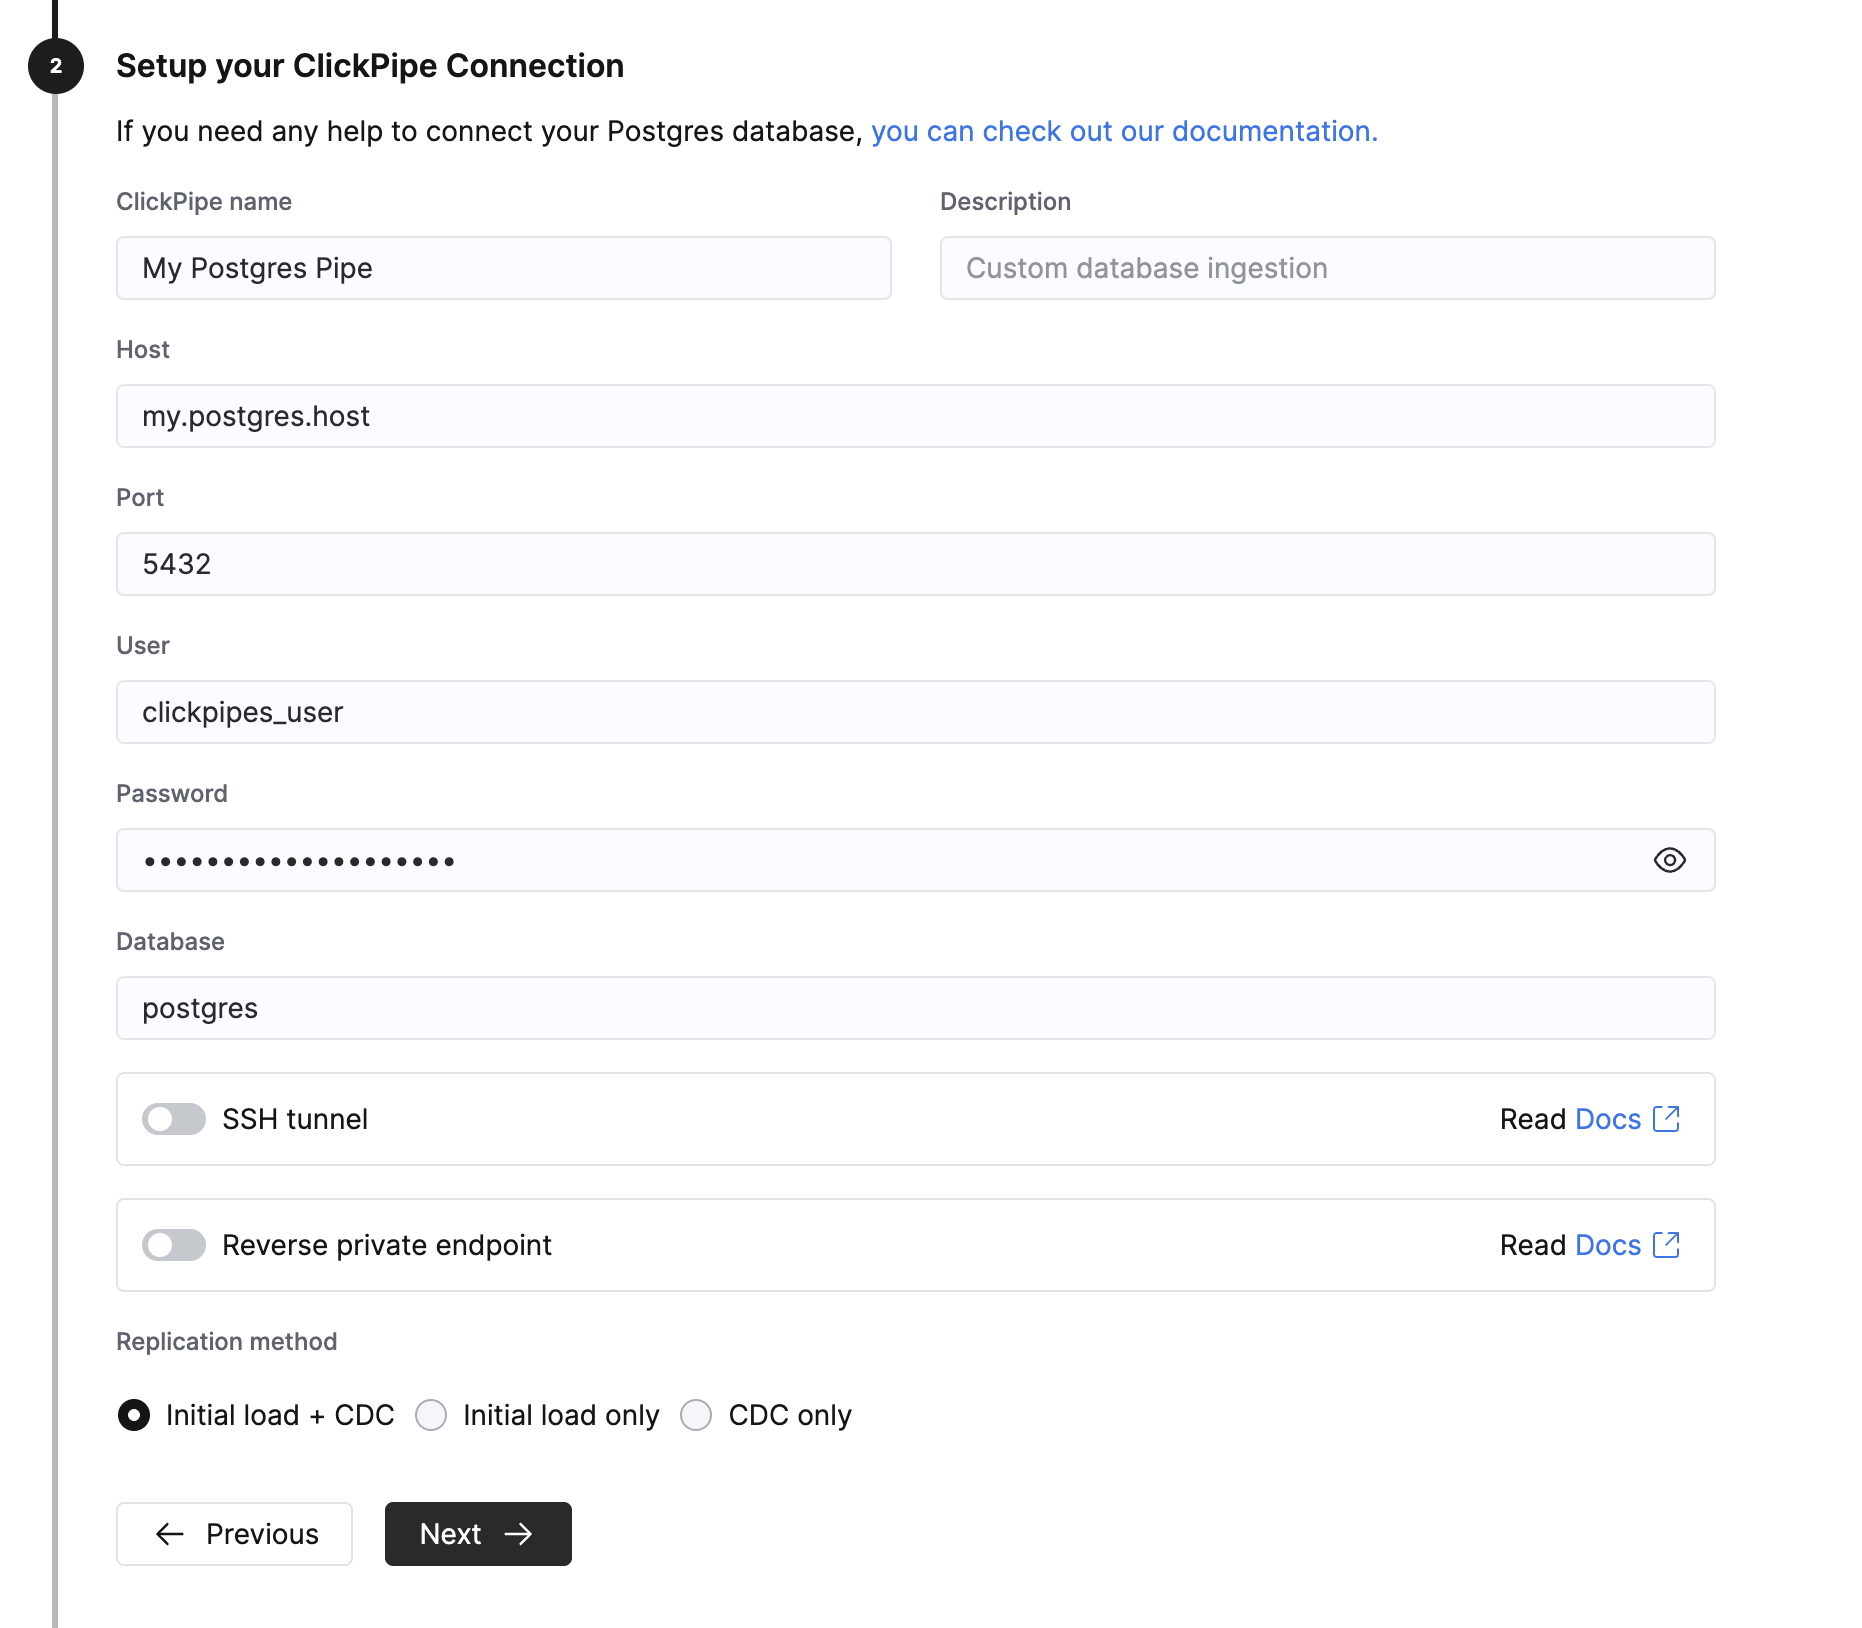 2
Setup your ClickPipe Connection
If you need any help to connect your Postgres database, you can check out our documentation.
ClickPipe name
Description
My Postgres Pipe
Custom database ingestion
Host
my.postgres.host
Port
5432
User
clickpipes_user
Password
••••••••••••••••••••
Database
postgres
SSH tunnel
Read Docs
Reverse private endpoint
Read Docs
Replication method
Initial load + CDC
Initial load only
CDC only
Previous
Next